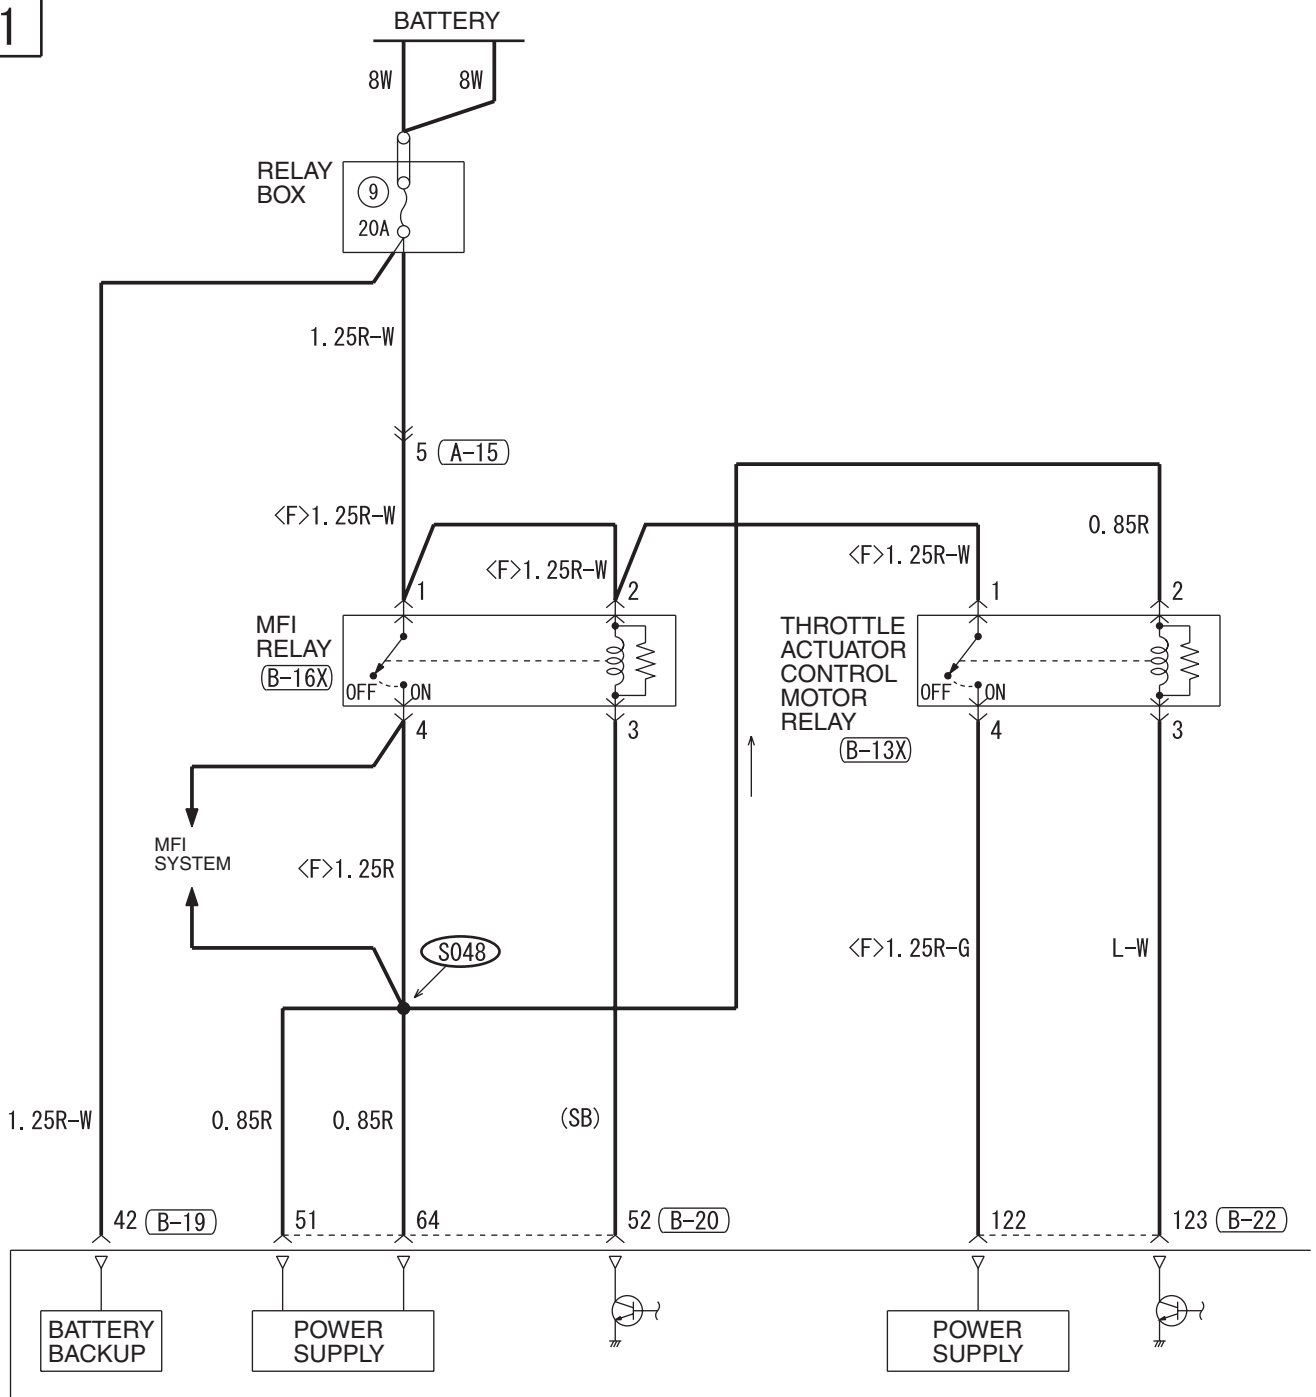 1
BATTERY
8W
8W
RELAY
BOX
9
20A
1.25R-W
5
A-15
<F>1.25R-W
0.85R
<F>1.25R-W
<F>1.25R-W
1
2
1
2
MFI
RELAY
B-16X
OFF
ON
THROTTLE
ACTUATOR
CONTROL
MOTOR
RELAY
B-13X
OFF
ON
4
3
4
3
MFI
SYSTEM
<F>1.25R
S048
<F>1.25R-G
L-W
1.25R-W
0.85R
0.85R
(SB)
42
B-19
51
64
52
B-20
122
123
B-22
BATTERY
BACKUP
POWER
SUPPLY
POWER
SUPPLY